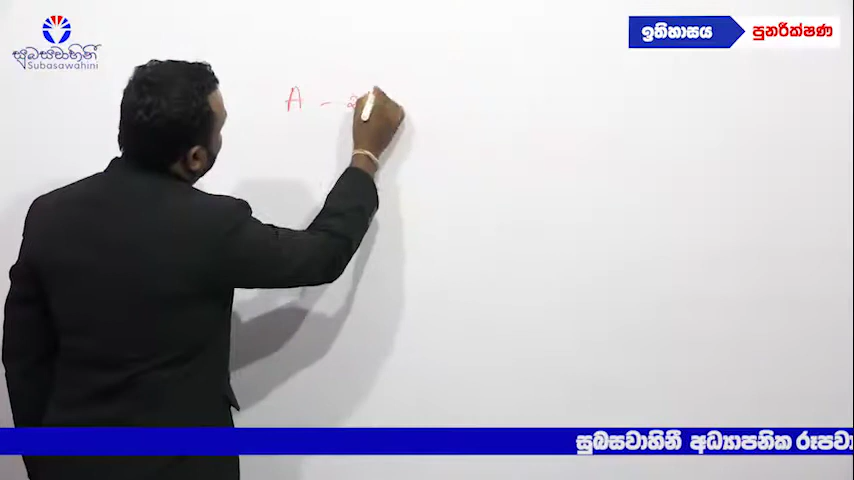 සුබසවාහිනී
Subasawahini
ඉතිහාසය
පුනරීක්ෂණ
A -
සුබසවාහිනී අධ්‍යාපනික රූපවා